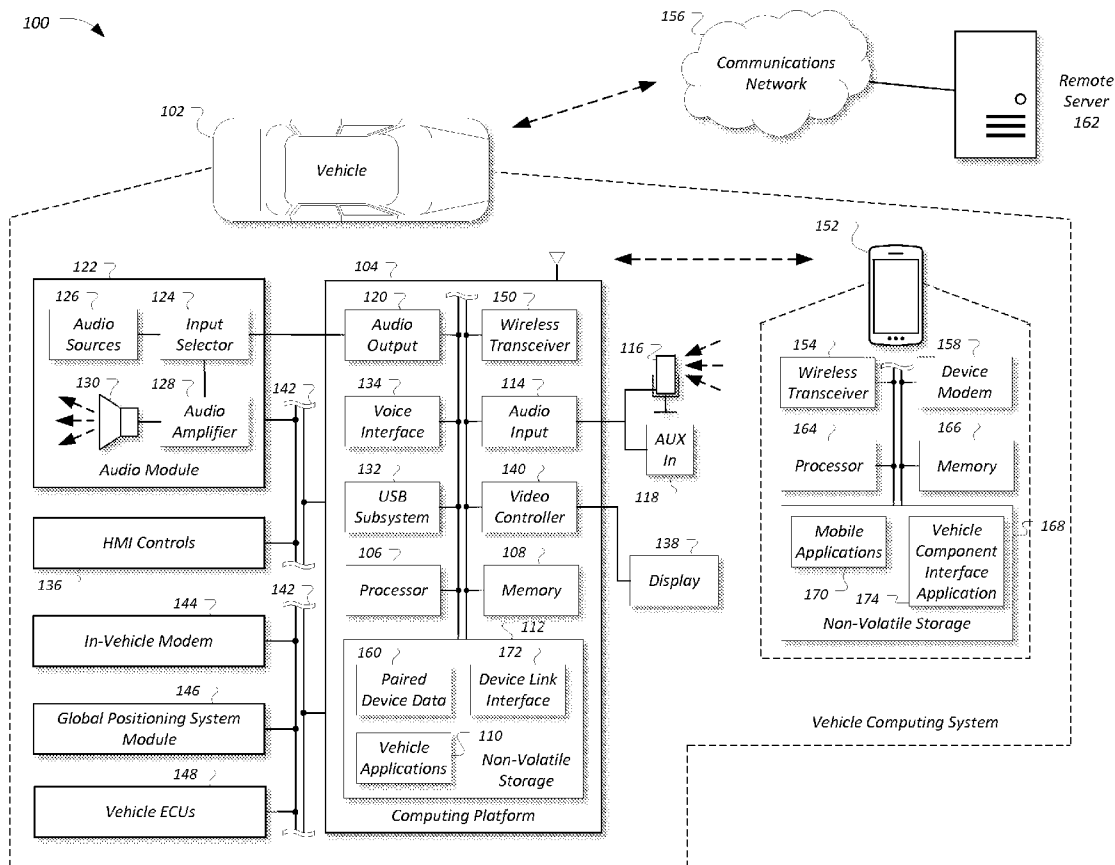 100
156
Communications
Network
Remote
Server
162
102
Vehicle
152
122
126
124
Audio
Sources
Input
Selector
130
128
Audio
Amplifier
Audio Module
142
HMI Controls
136
142
144
In-Vehicle Modem
146
Global Positioning System
Module
148
Vehicle ECUs
104
120
150
Audio
Output
Wireless
Transceiver
134
114
Voice
Interface
Audio
Input
132
140
USB
Subsystem
Video
Controller
106
108
Processor
Memory
112
160
172
Paired
Device Data
Device Link
Interface
110
Vehicle
Applications
Non-Volatile
Storage
Computing Platform
116
AUX
In
118
138
Display
154
158
Wireless
Transceiver
Device
Modem
164
166
Processor
Memory
168
Mobile
Applications
Vehicle
Component
Interface
Application
170
174
Non-Volatile Storage
Vehicle Computing System